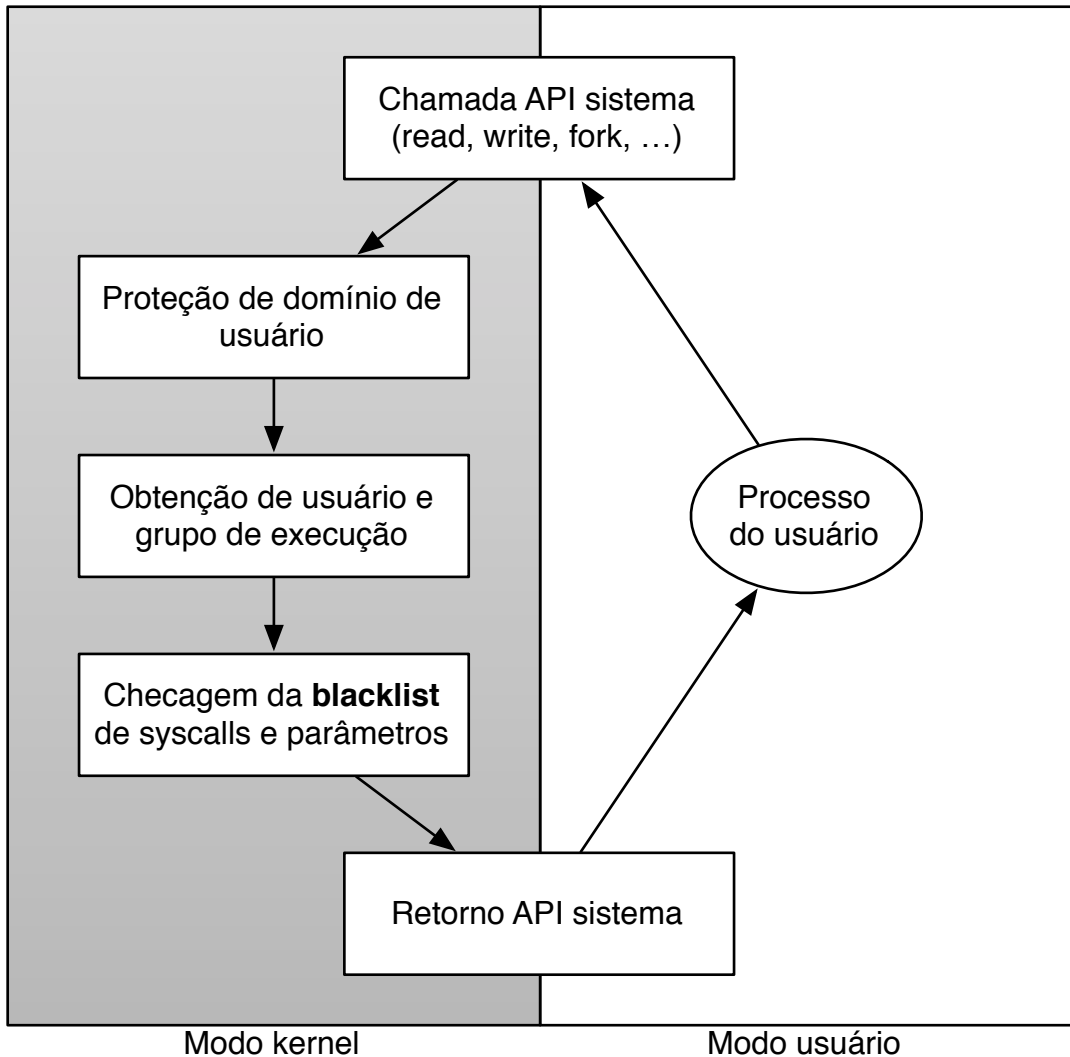 Chamada API sistema
(read, write, fork, …)
Proteção de domínio de
usuário
Obtenção de usuário e
grupo de execução
Processo
do usuário
Checagem da blacklist
de syscalls e parâmetros
Retorno API sistema
Modo kernel
Modo usuário